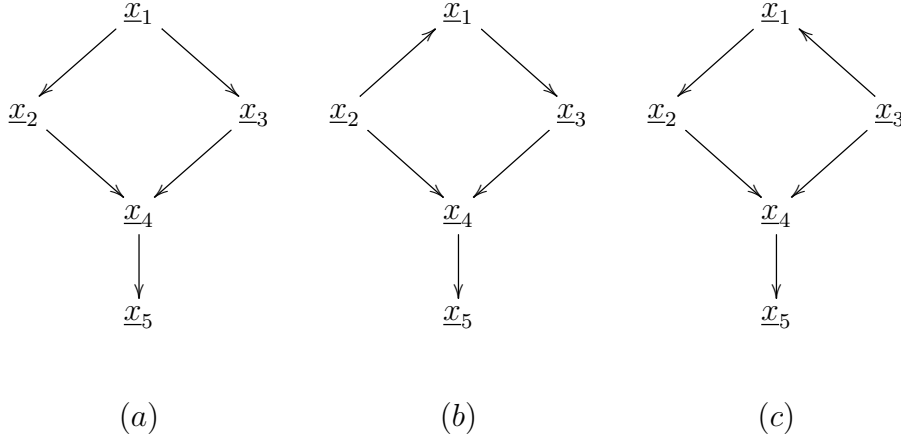 x₁ x₁ x₁
x₂ x₃ x₂ x₃ x₂ x₃
x₄ x₄ x₄
x₅ x₅ x₅
(a) (b) (c)